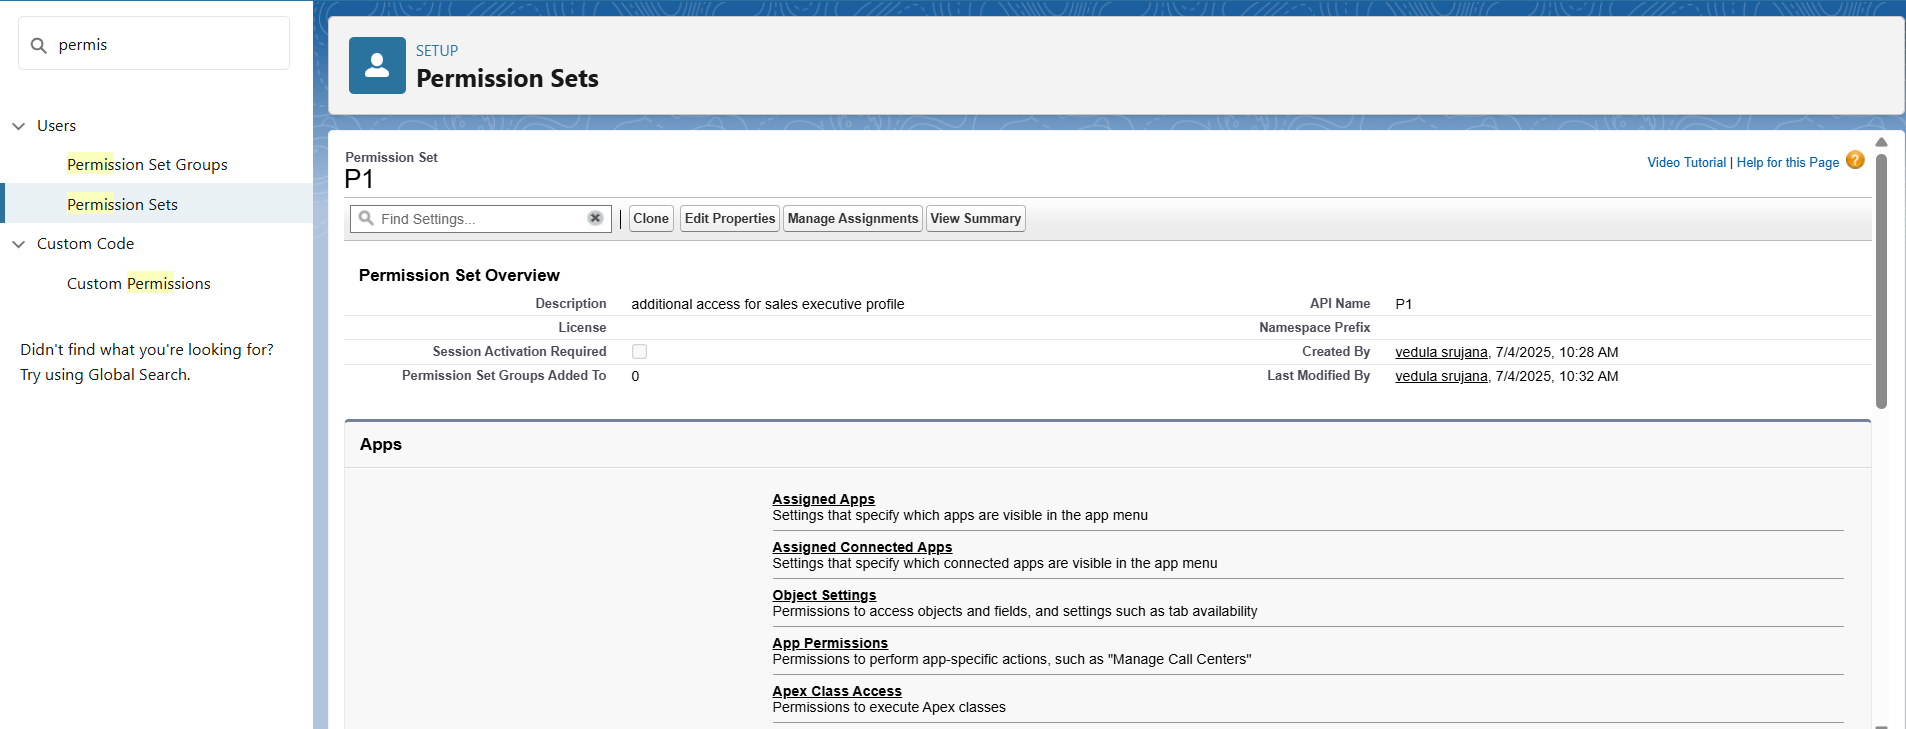 permis
Users
Permission Set Groups
Permission Sets
Custom Code
Custom Permissions
Didn't find what you're looking for?
Try using Global Search.
SETUP
Permission Sets
Permission Set
P1
Video Tutorial | Help for this Page ?
Find Settings... | Clone Edit Properties Manage Assignments View Summary
Permission Set Overview
Description additional access for sales executive profile API Name P1
License Namespace Prefix
Session Activation Required Created By vedula srujana, 7/4/2025, 10:28 AM
Permission Set Groups Added To 0 Last Modified By vedula srujana, 7/4/2025, 10:32 AM
Apps
Assigned Apps
Settings that specify which apps are visible in the app menu
Assigned Connected Apps
Settings that specify which connected apps are visible in the app menu
Object Settings
Permissions to access objects and fields, and settings such as tab availability
App Permissions
Permissions to perform app-specific actions, such as "Manage Call Centers"
Apex Class Access
Permissions to execute Apex classes